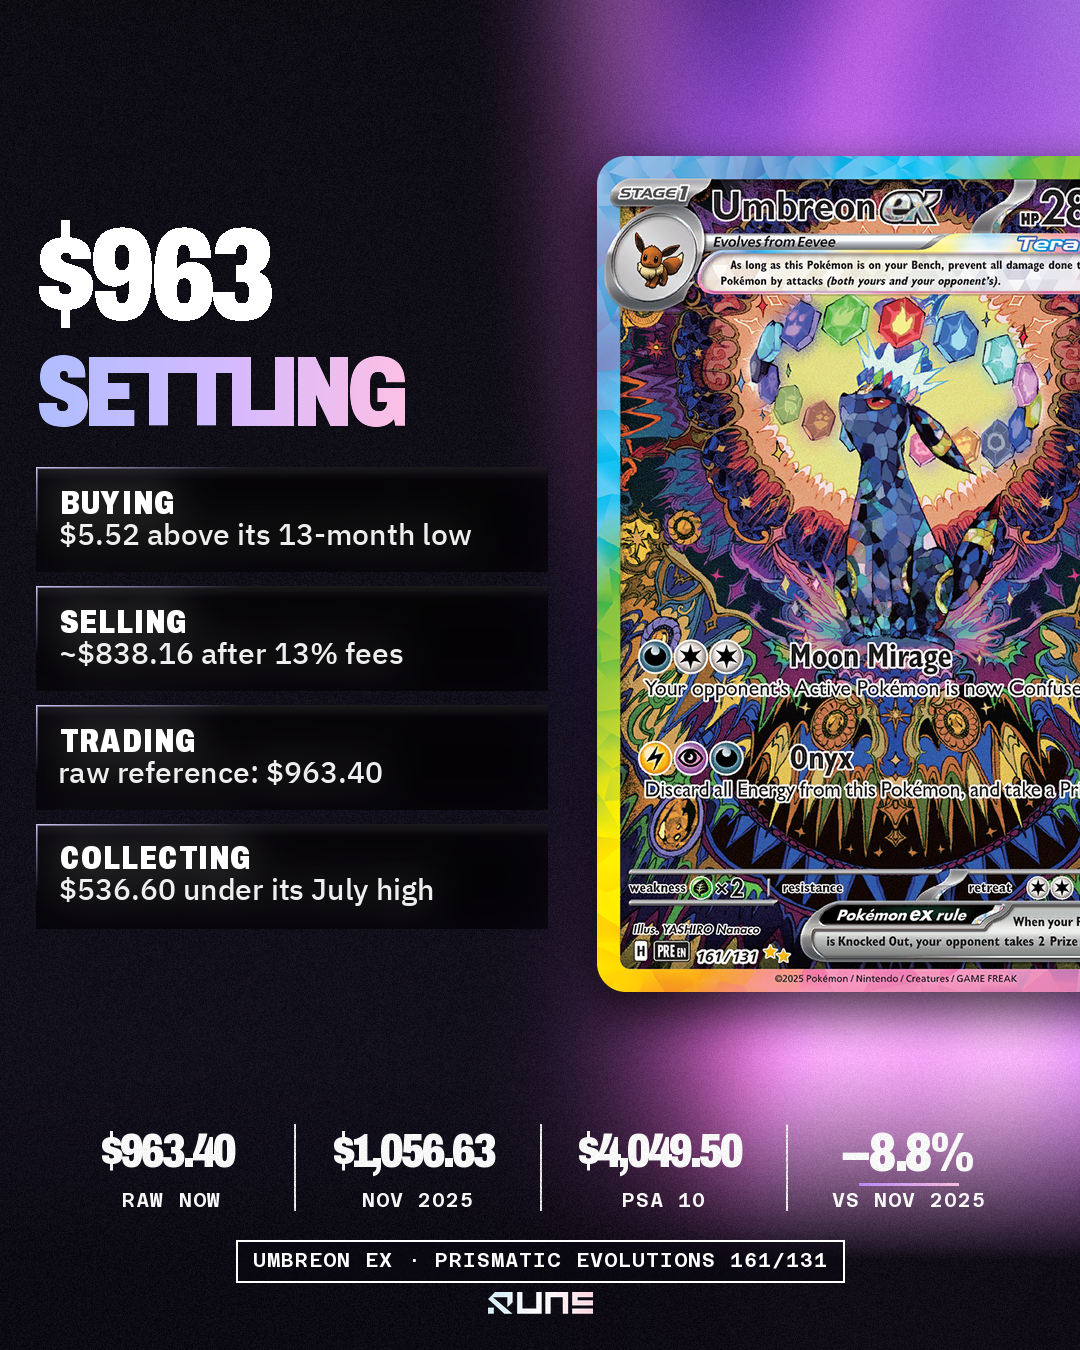 $963
SETTLING
BUYING
$5.52 above its 13-month low
SELLING
~$838.16 after 13% fees
TRADING
raw reference: $963.40
COLLECTING
$536.60 under its July high
STAGE1
Umbreon ex
HP 28
Evolves from Eevee
Tera
As long as this Pokémon is on your Bench, prevent all damage done t
Pokémon by attacks (both yours and your opponent's).
Moon Mirage
Your opponent's Active Pokémon is now Confuse
Onyx
Discard all Energy from this Pokémon, and take a Pri
weakness ×2 resistance retreat
Pokémon ex rule
When your P
is Knocked Out, your opponent takes 2 Prize
Illus. YASHIRO Nanaco
H PRE EN 161/131
©2025 Pokémon / Nintendo / Creatures / GAME FREAK
$963.40
RAW NOW
$1,056.63
NOV 2025
$4,049.50
PSA 10
–8.8%
VS NOV 2025
UMBREON EX · PRISMATIC EVOLUTIONS 161/131
RUNE